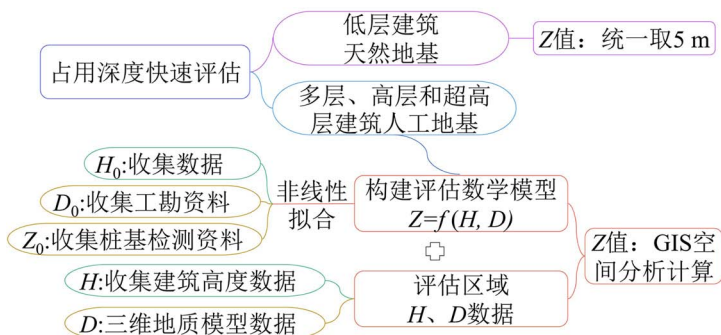 低层建筑
天然地基
Z值：统一取5 m
占用深度快速评估
多层、高层和超高
层建筑人工地基
H₀:收集数据
D₀:收集工勘资料
Z₀:收集桩基检测资料
非线性
拟合
构建评估数学模型
Z=f (H, D)
Z值：GIS空
间分析计算
H:收集建筑高度数据
D:三维地质模型数据
评估区域
H、D数据